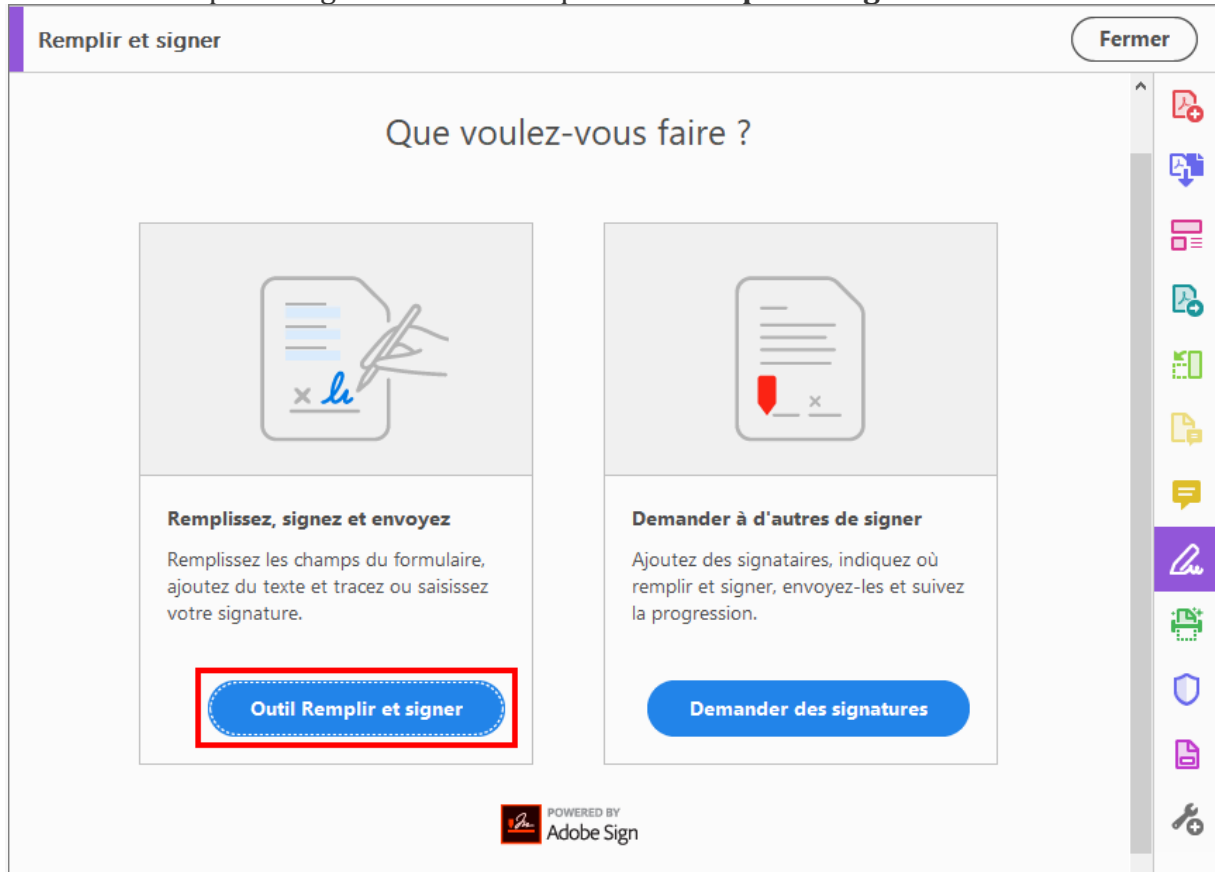 Remplir et signer
Fermer
Que voulez-vous faire ?
Remplissez, signez et envoyez
Remplissez les champs du formulaire,
ajoutez du texte et tracez ou saisissez
votre signature.
Outil Remplir et signer
Demander à d'autres de signer
Ajoutez des signataires, indiquez où
remplir et signer, envoyez-les et suivez
la progression.
Demander des signatures
POWERED BY
Adobe Sign